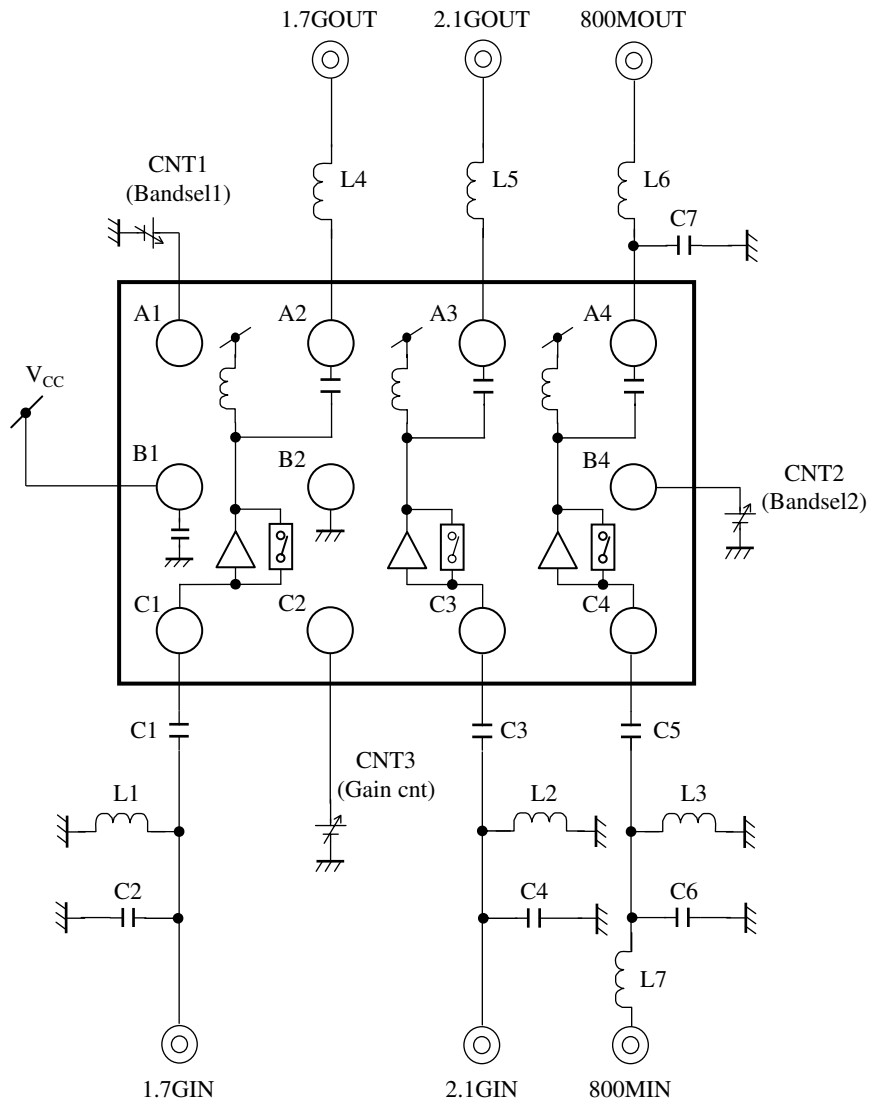 1.7GOUT
2.1GOUT
800MOUT
CNT1
(Bandsel1)
L4
L5
L6
C7
A1
A2
A3
A4
VCC
B1
B2
B4
CNT2
(Bandsel2)
C1
C2
C3
C4
C1
C3
C5
CNT3
(Gain cnt)
L1
L2
L3
C2
C4
C6
L7
1.7GIN
2.1GIN
800MIN